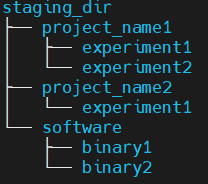 staging_dir
├── project_name1
│   ├── experiment1
│   └── experiment2
├── project_name2
│   └── experiment1
└── software
    ├── binary1
    └── binary2